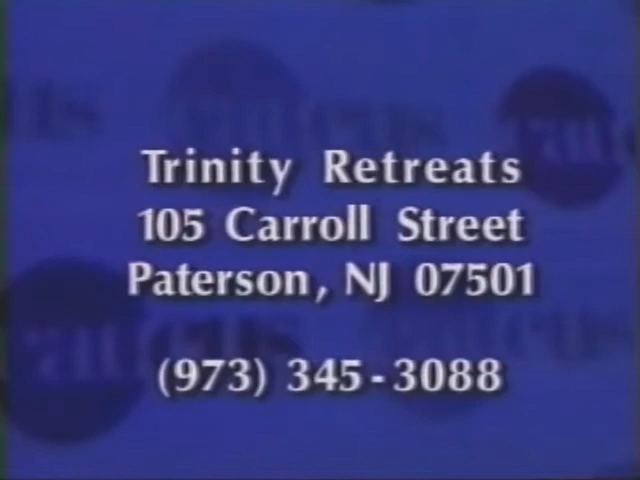 Trinity Retreats
105 Carroll Street
Paterson, NJ 07501
(973) 345-3088